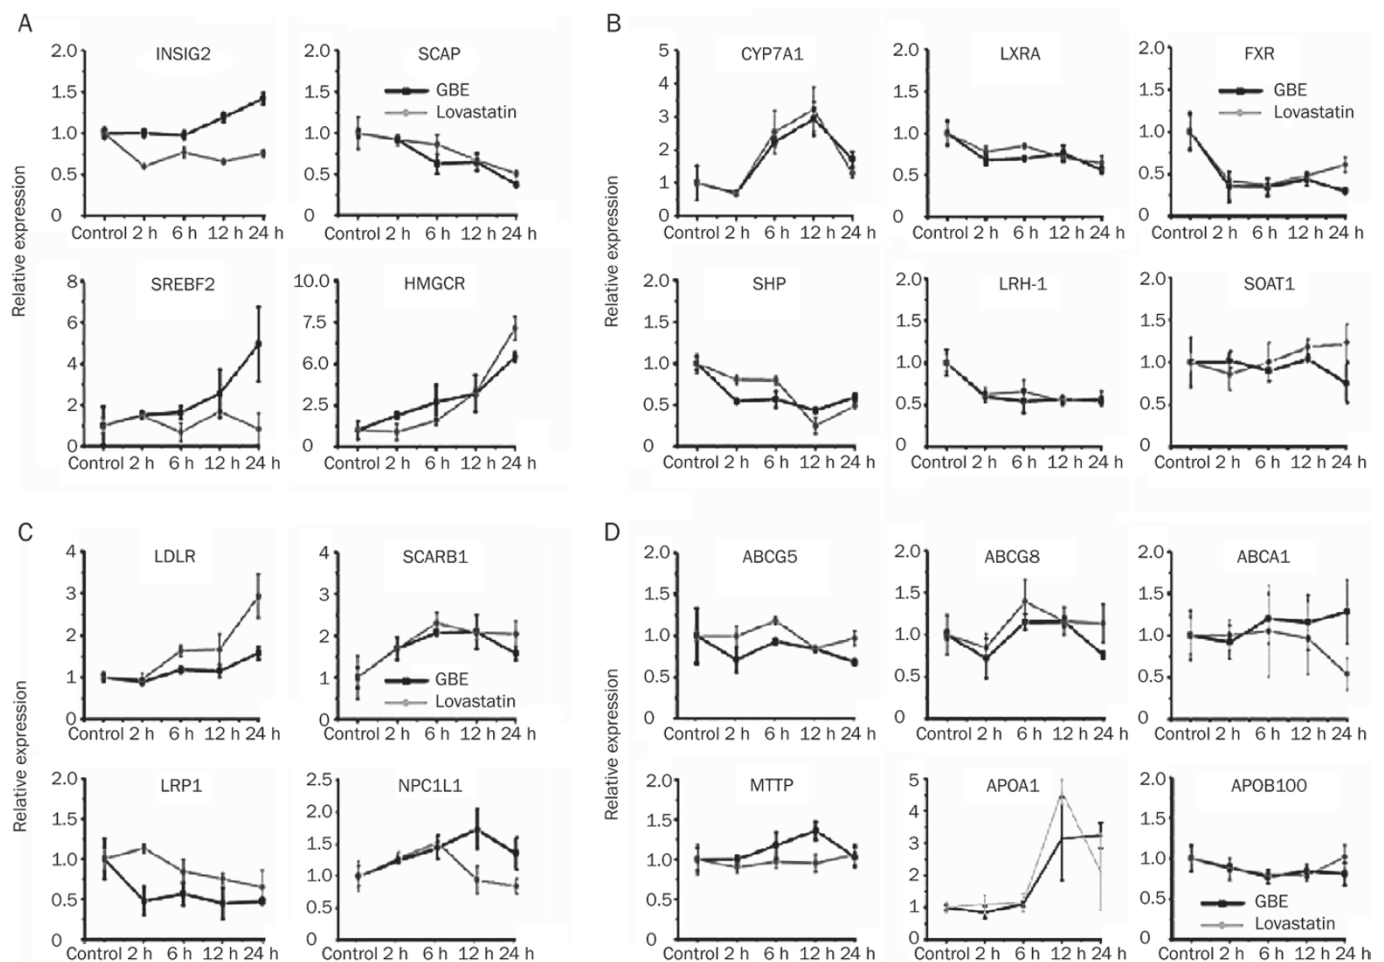 A
Relative expression
INSIG2
2.0
1.5
1.0
0.5
0
Control 2 h 6 h 12 h 24 h
SCAP
GBE
Lovastatin
2.0
1.5
1.0
0.5
0
Control 2 h 6 h 12 h 24 h
SREBF2
8
6
4
2
0
Control 2 h 6 h 12 h 24 h
HMGCR
10.0
7.5
6.0
2.5
0
Control 2 h 6 h 12 h 24 h
B
Relative expression
CYP7A1
5
4
3
2
1
0
Control 2 h 6 h 12 h 24 h
LXRA
2.0
1.5
1.0
0.5
0
Control 2 h 6 h 12 h 24 h
FXR
GBE
Lovastatin
2.0
1.5
1.0
0.5
0
Control 2 h 6 h 12 h 24 h
SHP
2.0
1.5
1.0
0.5
0
Control 2 h 6 h 12 h 24 h
LRH-1
2.0
1.5
1.0
0.5
0
Control 2 h 6 h 12 h 24 h
SOAT1
2.0
1.5
1.0
0.5
0
Control 2 h 6 h 12 h 24 h
C
Relative expression
LDLR
4
3
2
1
0
Control 2 h 6 h 12 h 24 h
SCARB1
4
3
2
1
0
GBE
Lovastatin
Control 2 h 6 h 12 h 24 h
LRP1
2.0
1.5
1.0
0.5
0
Control 2 h 6 h 12 h 24 h
NPC1L1
2.5
2.0
1.5
1.0
0.5
0
Control 2 h 6 h 12 h 24 h
D
Relative expression
ABCG5
2.0
1.5
1.0
0.5
0
Control 2 h 6 h 12 h 24 h
ABCG8
2.0
1.5
1.0
0.5
0
Control 2 h 6 h 12 h 24 h
ABCA1
2.0
1.5
1.0
0.5
0
Control 2 h 6 h 12 h 24 h
MTTP
2.0
1.5
1.0
0.5
0
Control 2 h 6 h 12 h 24 h
APOA1
5
4
3
2
1
0
Control 2 h 6 h 12 h 24 h
APOB100
2.0
1.5
1.0
0.5
0
GBE
Lovastatin
Control 2 h 6 h 12 h 24 h